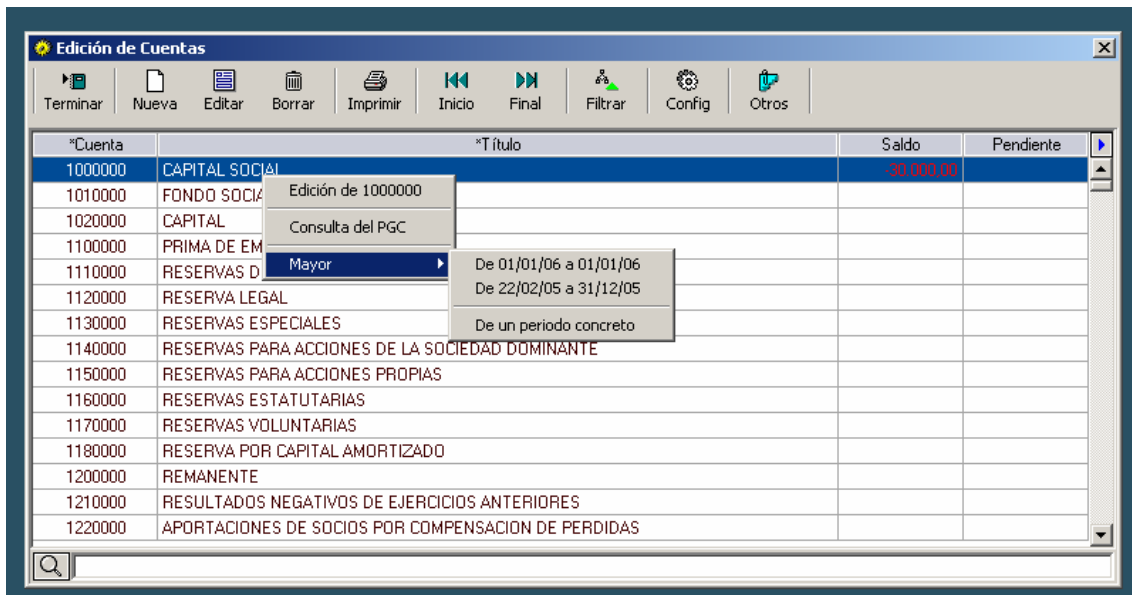 Edición de Cuentas
Terminar Nueva Editar Borrar Imprimir Inicio Final Filtrar Config Otros
*Cuenta *Título Saldo Pendiente
1000000 CAPITAL SOCIAL -30.000,00
1010000 FONDO SOCIA
1020000 CAPITAL
1100000 PRIMA DE EM
1110000 RESERVAS D
1120000 RESERVA LEGAL
1130000 RESERVAS ESPECIALES
1140000 RESERVAS PARA ACCIONES DE LA SOCIEDAD DOMINANTE
1150000 RESERVAS PARA ACCIONES PROPIAS
1160000 RESERVAS ESTATUTARIAS
1170000 RESERVAS VOLUNTARIAS
1180000 RESERVA POR CAPITAL AMORTIZADO
1200000 REMANENTE
1210000 RESULTADOS NEGATIVOS DE EJERCICIOS ANTERIORES
1220000 APORTACIONES DE SOCIOS POR COMPENSACION DE PERDIDAS
Edición de 1000000
Consulta del PGC
Mayor
De 01/01/06 a 01/01/06
De 22/02/05 a 31/12/05
De un periodo concreto